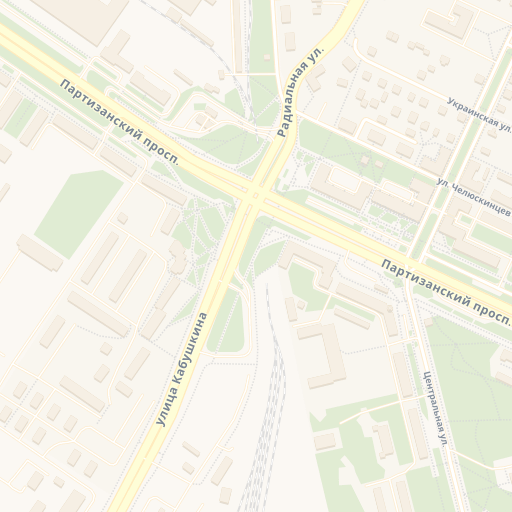 Радиальная ул.
Партизанский просп.
Украинская ул.
ул. Челюскинцев
Партизанский просп.
улица Кабушкина
Центральная ул.